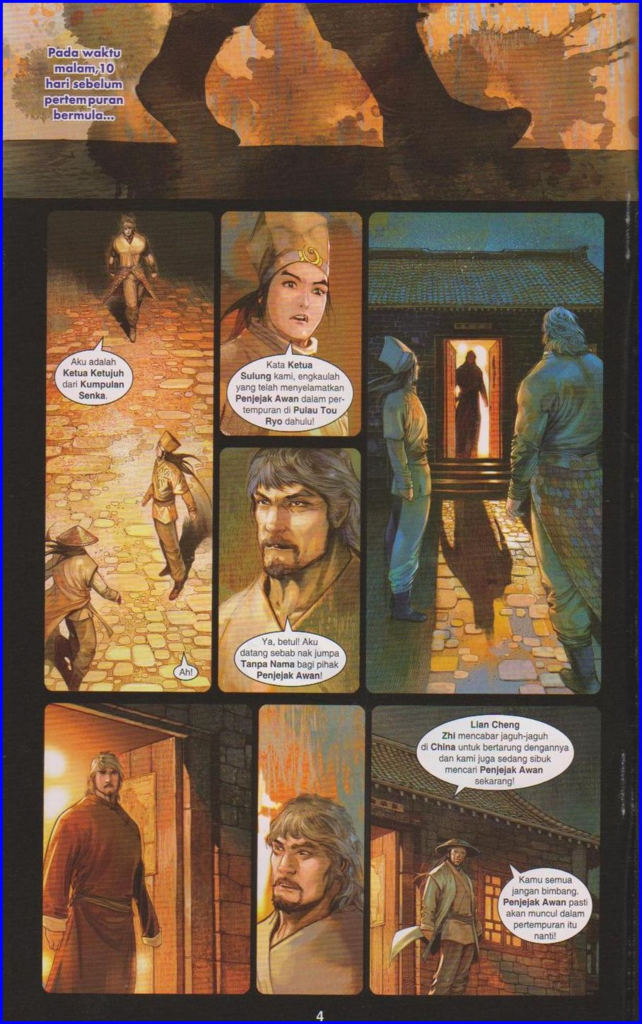 Pada waktu
malam,10
hari sebelum
pertempuran
bermula...
Aku adalah
Ketua Ketujuh
dari Kumpulan
Senka.
Ah!
Kata Ketua
Sulung kami, engkaulah
yang telah menyelamatkan
Penjejak Awan dalam per-
tempuran di Pulau Tou
Ryo dahulu!
Ya, betul! Aku
datang sebab nak jumpa
Tanpa Nama bagi pihak
Penjejak Awan!
Lian Cheng
Zhi mencabar jaguh-jaguh
di China untuk bertarung dengannya
dan kami juga sedang sibuk
mencari Penjejak Awan
sekarang!
Kamu semua
jangan bimbang.
Penjejak Awan pasti
akan muncul dalam
pertempuran itu
nanti!
4